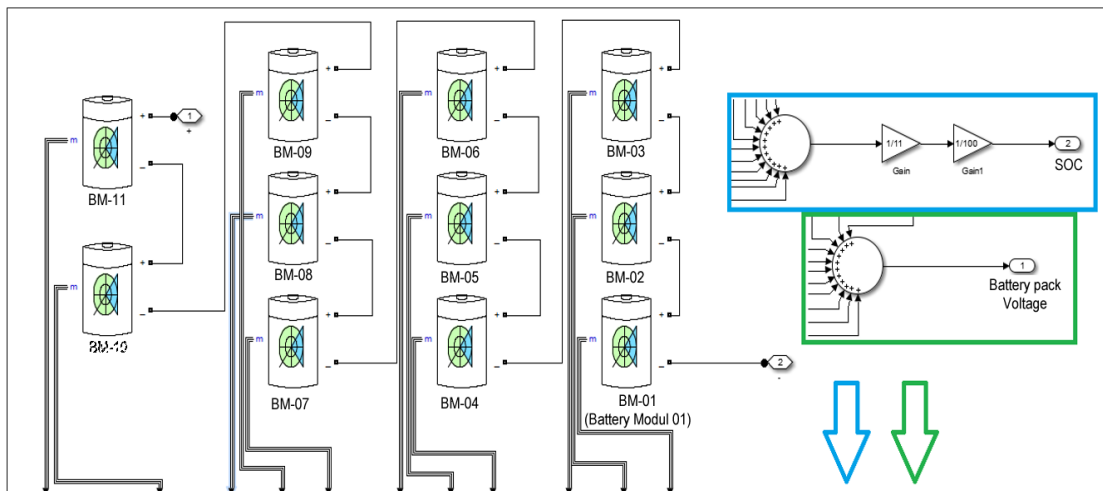 BM-11
m
+
_
1
+
BM-10
m
+
_
BM-09
m
+
_
BM-08
m
+
_
BM-07
m
+
_
BM-06
m
+
_
BM-05
m
+
_
BM-04
m
+
_
BM-03
m
+
_
BM-02
m
+
_
BM-01
(Battery Modul 01)
m
+
_
2
-
1/11
Gain
1/100
Gain1
2
SOC
1
Battery pack
Voltage